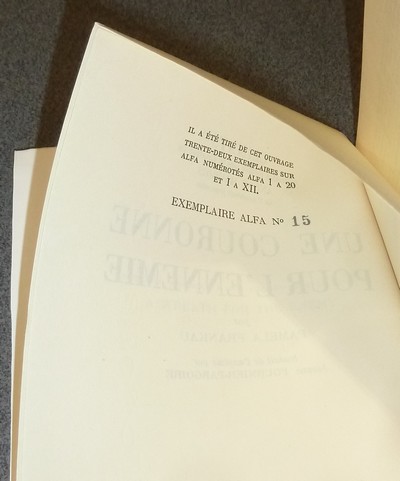 IL A ÉTÉ TIRÉ DE CET OUVRAGE
TRENTE-DEUX EXEMPLAIRES SUR
ALFA NUMÉROTÉS ALFA 1 A 20
ET I A XII.
EXEMPLAIRE ALFA Nº 15
UNE COURONNE
POUR L'ENNEMIE